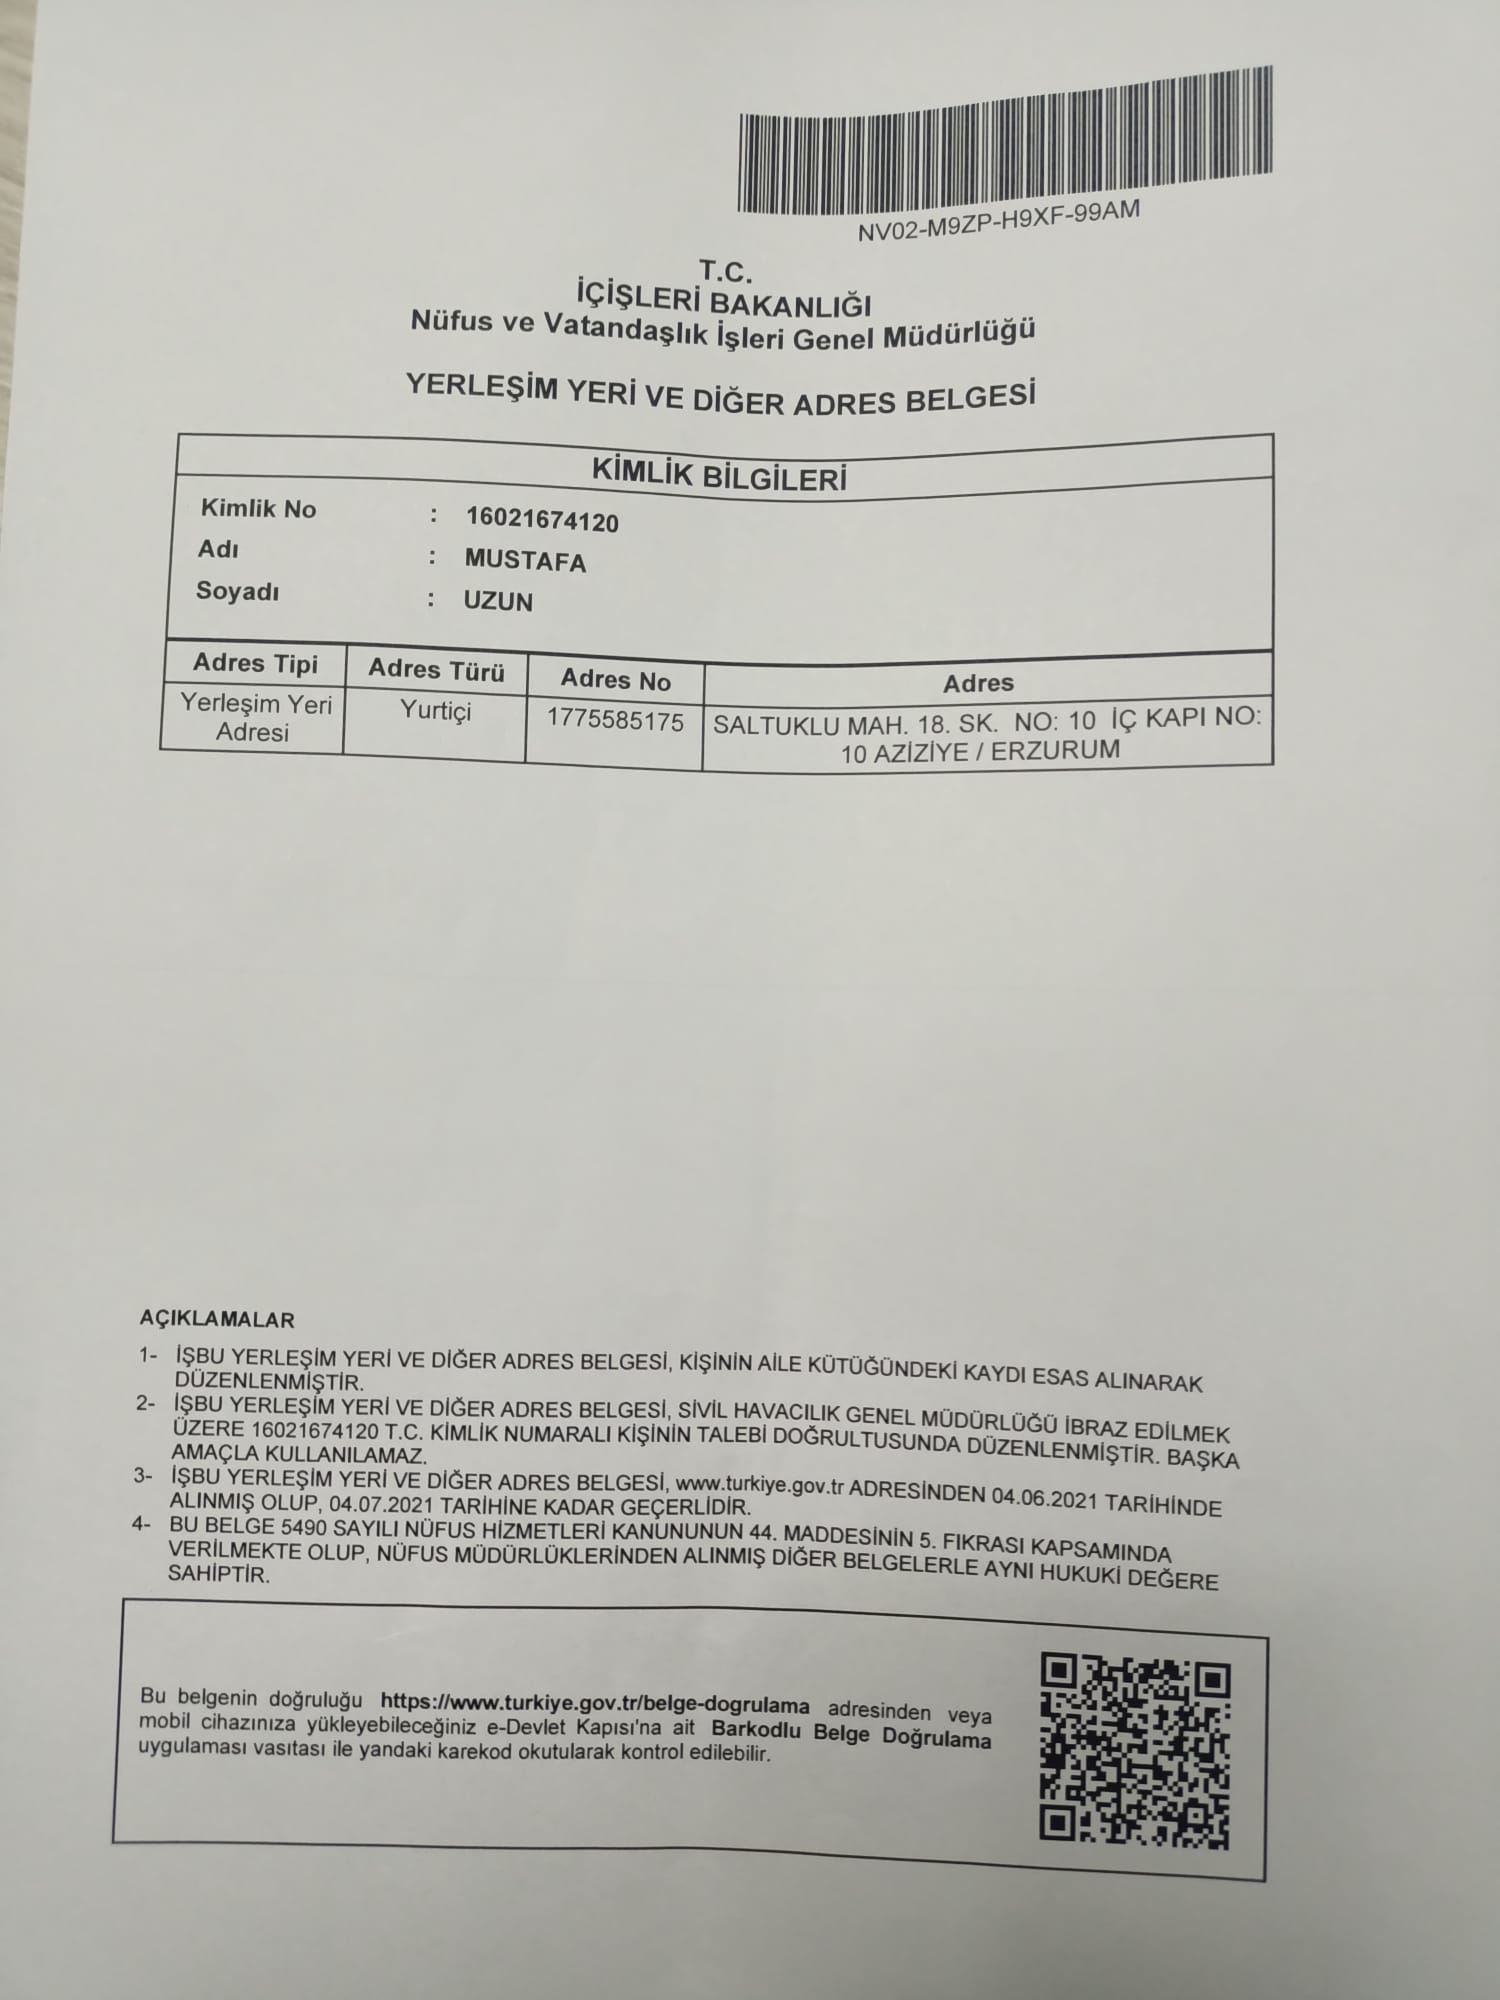 NV02-M9ZP-H9XF-99AM
T.C.
İÇİŞLERİ BAKANLIĞI
Nüfus ve Vatandaşlık İşleri Genel Müdürlüğü
YERLEŞİM YERİ VE DİĞER ADRES BELGESİ
KİMLİK BİLGİLERİ
Kimlik No : 16021674120
Adı : MUSTAFA
Soyadı : UZUN
Adres Tipi Adres Türü Adres No Adres
Yerleşim Yeri Yurtiçi 1775585175 SALTUKLU MAH. 18. SK. NO: 10 İÇ KAPI NO:
Adresi 10 AZİZİYE / ERZURUM
AÇIKLAMALAR
1- İŞBU YERLEŞİM YERİ VE DİĞER ADRES BELGESİ, KİŞİNİN AİLE KÜTÜĞÜNDEKİ KAYDI ESAS ALINARAK
DÜZENLENMİŞTİR.
2- İŞBU YERLEŞİM YERİ VE DİĞER ADRES BELGESİ, SİVİL HAVACILIK GENEL MÜDÜRLÜĞÜ İBRAZ EDİLMEK
ÜZERE 16021674120 T.C. KİMLİK NUMARALI KİŞİNİN TALEBİ DOĞRULTUSUNDA DÜZENLENMİŞTİR. BAŞKA
AMAÇLA KULLANILAMAZ.
3- İŞBU YERLEŞİM YERİ VE DİĞER ADRES BELGESİ, www.turkiye.gov.tr ADRESİNDEN 04.06.2021 TARİHİNDE
ALINMIŞ OLUP, 04.07.2021 TARİHİNE KADAR GEÇERLİDİR.
4- BU BELGE 5490 SAYILI NÜFUS HİZMETLERİ KANUNUNUN 44. MADDESİNİN 5. FIKRASI KAPSAMINDA
VERİLMEKTE OLUP, NÜFUS MÜDÜRLÜKLERİNDEN ALINMIŞ DİĞER BELGELERLE AYNI HUKUKİ DEĞERE
SAHİPTİR.
Bu belgenin doğruluğu https://www.turkiye.gov.tr/belge-dogrulama adresinden veya
mobil cihazınıza yükleyebileceğiniz e-Devlet Kapısı'na ait Barkodlu Belge Doğrulama
uygulaması vasıtası ile yandaki karekod okutularak kontrol edilebilir.